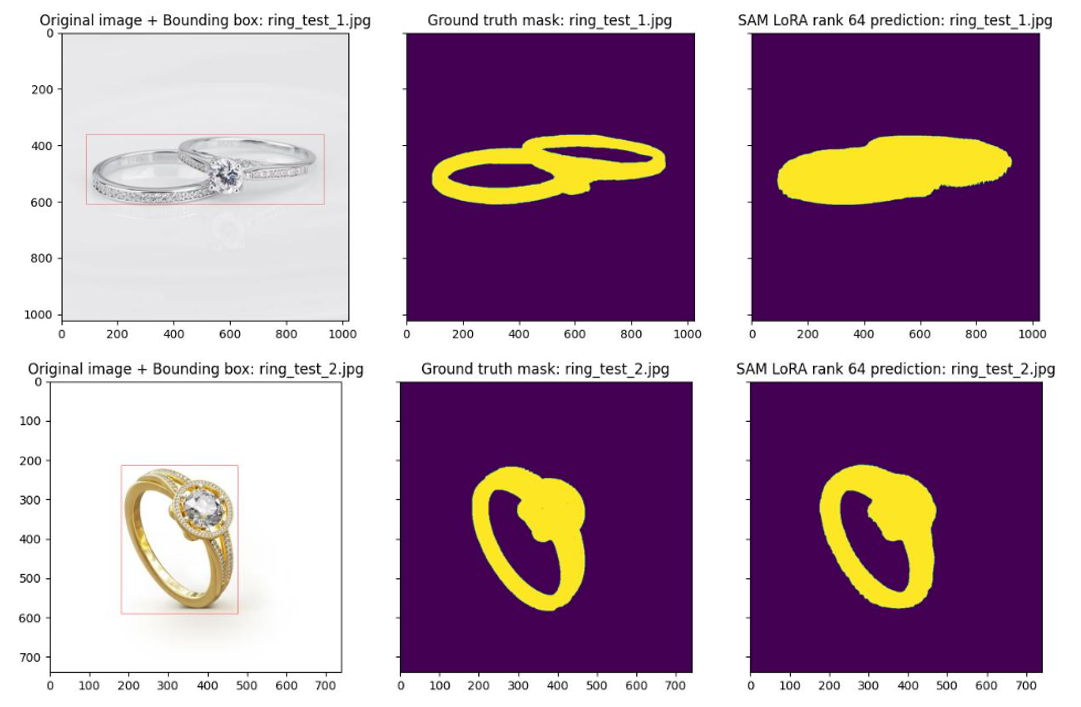 Original image + Bounding box: ring_test_1.jpg
Ground truth mask: ring_test_1.jpg
SAM LoRA rank 64 prediction: ring_test_1.jpg
0
200
400
600
800
1000
0 200 400 600 800 1000
0 200 400 600 800 1000
0 200 400 600 800 1000
Original image + Bounding box: ring_test_2.jpg
Ground truth mask: ring_test_2.jpg
SAM LoRA rank 64 prediction: ring_test_2.jpg
0
100
200
300
400
500
600
700
0 100 200 300 400 500 600 700
0 100 200 300 400 500 600 700
0 100 200 300 400 500 600 700